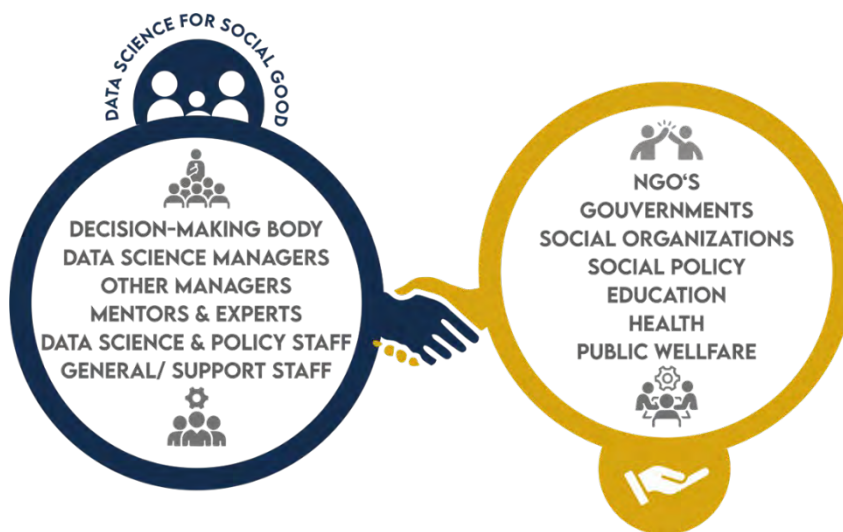 DATA SCIENCE FOR SOCIAL GOOD
DECISION-MAKING BODY
DATA SCIENCE MANAGERS
OTHER MANAGERS
MENTORS & EXPERTS
DATA SCIENCE & POLICY STAFF
GENERAL/ SUPPORT STAFF
NGO'S
GOUVERNMENTS
SOCIAL ORGANIZATIONS
SOCIAL POLICY
EDUCATION
HEALTH
PUBLIC WELLFARE